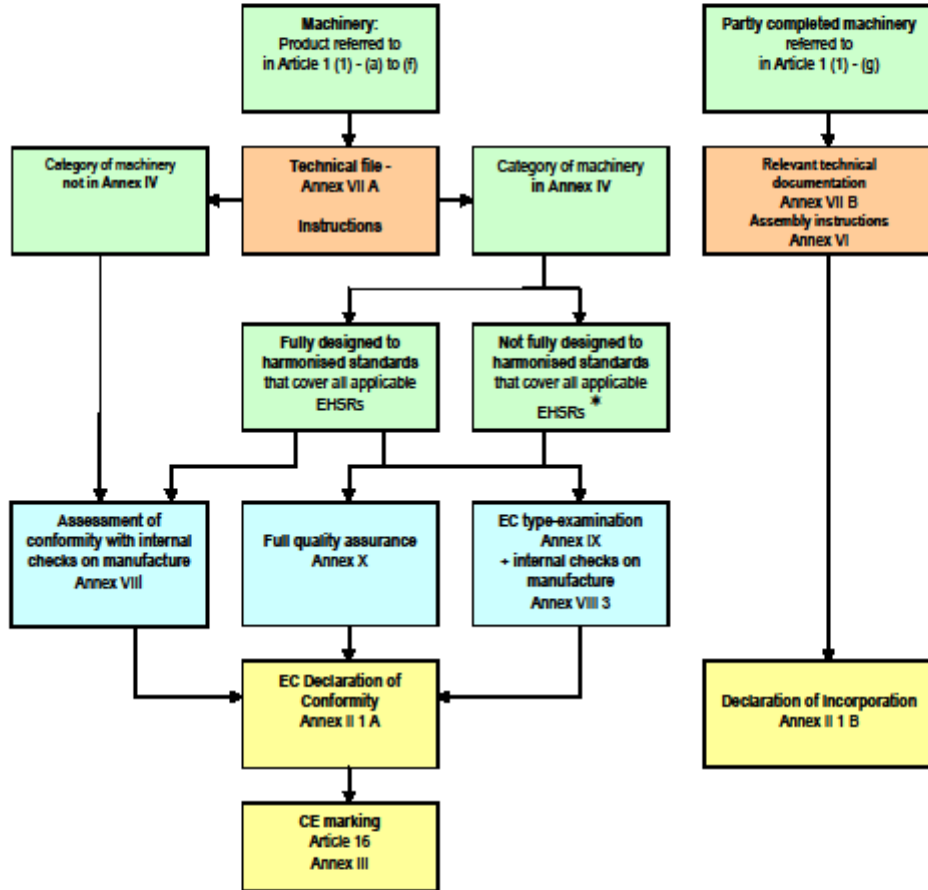 Machinery:
Product referred to
in Article 1 (1) - (a) to (f)
Partly completed machinery
referred to
in Article 1 (1) - (g)
Category of machinery
not in Annex IV
Technical file -
Annex VII A
Instructions
Category of machinery
in Annex IV
Relevant technical
documentation
Annex VII B
Assembly instructions
Annex VI
Fully designed to
harmonised standards
that cover all applicable
EHSRs
Not fully designed to
harmonised standards
that cover all applicable
EHSRs *
Assessment of
conformity with internal
checks on manufacture
Annex VIII
Full quality assurance
Annex X
EC type-examination
Annex IX
+ internal checks on
manufacture
Annex VIII 3
EC Declaration of
Conformity
Annex II 1 A
Declaration of Incorporation
Annex II 1 B
CE marking
Article 16
Annex III